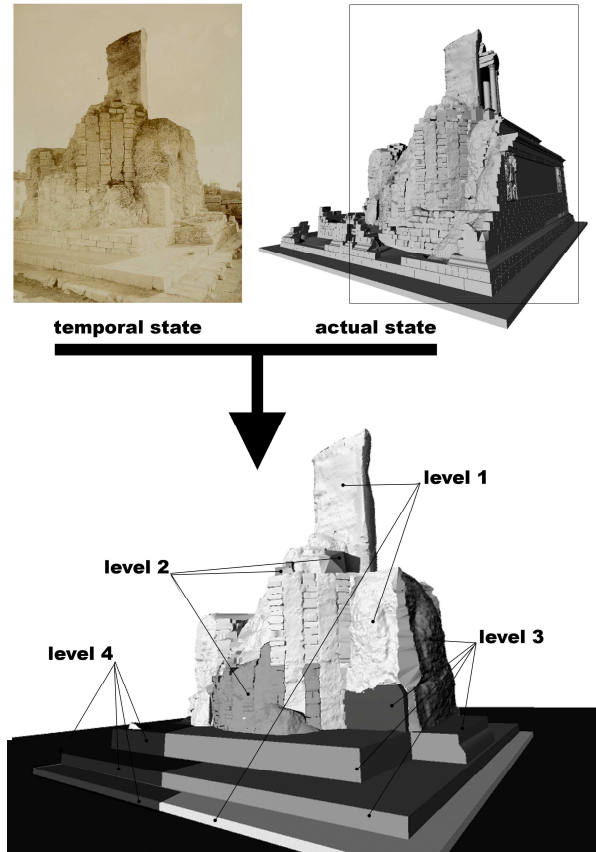 temporal state
actual state
level 1
level 2
level 3
level 4